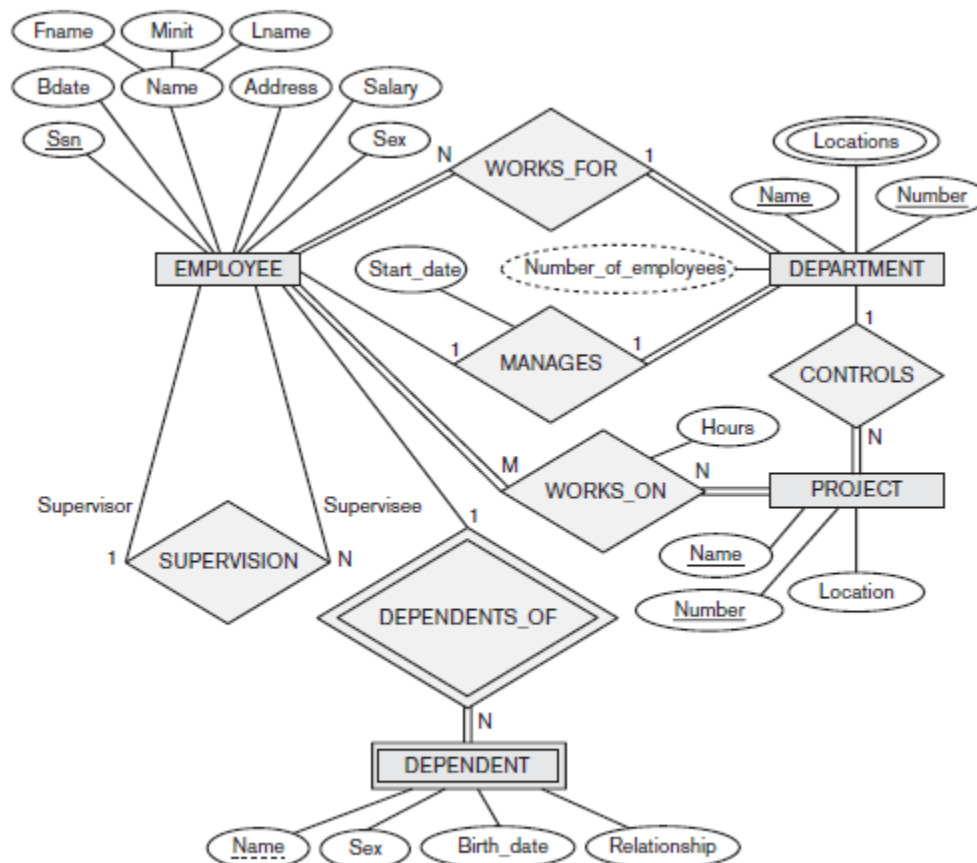 Fname Minit Lname
Bdate Name Address Salary
Ssn Sex
N WORKS_FOR 1
Locations
Name Number
EMPLOYEE
Start_date
Number_of_employees
DEPARTMENT
1 MANAGES 1
1
CONTROLS
N
Hours
M WORKS_ON N
PROJECT
Name
Number
Location
Supervisor Supervisee
1 SUPERVISION N
1
DEPENDENTS_OF
N
DEPENDENT
Name Sex Birth_date Relationship